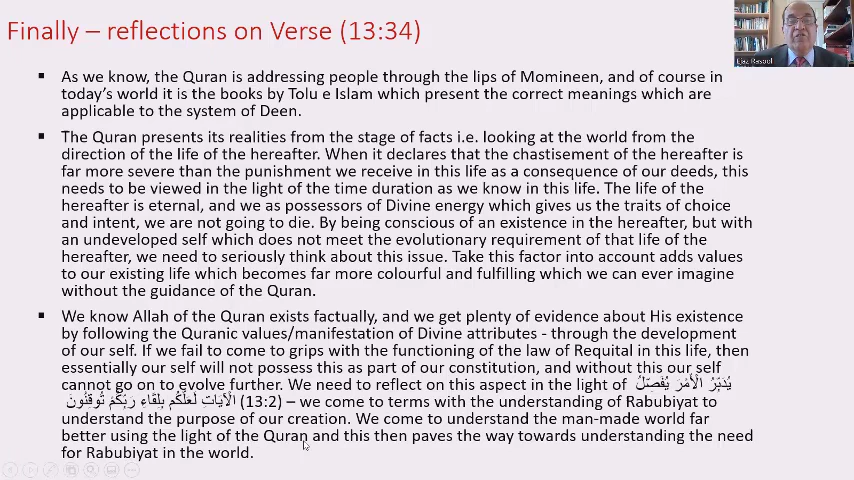 Finally – reflections on Verse (13:34)
Ejaz Rasool
▪ As we know, the Quran is addressing people through the lips of Momineen, and of course in
today's world it is the books by Tolu e Islam which present the correct meanings which are
applicable to the system of Deen.
▪ The Quran presents its realities from the stage of facts i.e. looking at the world from the
direction of the life of the hereafter. When it declares that the chastisement of the hereafter is
far more severe than the punishment we receive in this life as a consequence of our deeds, this
needs to be viewed in the light of the time duration as we know in this life. The life of the
hereafter is eternal, and we as possessors of Divine energy which gives us the traits of choice
and intent, we are not going to die. By being conscious of an existence in the hereafter, but with
an undeveloped self which does not meet the evolutionary requirement of that life of the
hereafter, we need to seriously think about this issue. Take this factor into account adds values
to our existing life which becomes far more colourful and fulfilling which we can ever imagine
without the guidance of the Quran.
▪ We know Allah of the Quran exists factually, and we get plenty of evidence about His existence
by following the Quranic values/manifestation of Divine attributes - through the development
of our self. If we fail to come to grips with the functioning of the law of Requital in this life, then
essentially our self will not possess this as part of our constitution, and without this our self
cannot go on to evolve further. We need to reflect on this aspect in the light of يُدَبِّرُ الْأَمْرَ يُفَصِّلُ
الْآيَاتِ لَعَلَّكُم بِلِقَاءِ رَبِّكُمْ تُوقِنُونَ (13:2) – we come to terms with the understanding of Rabubiyat to
understand the purpose of our creation. We come to understand the man-made world far
better using the light of the Quran and this then paves the way towards understanding the need
for Rabubiyat in the world.